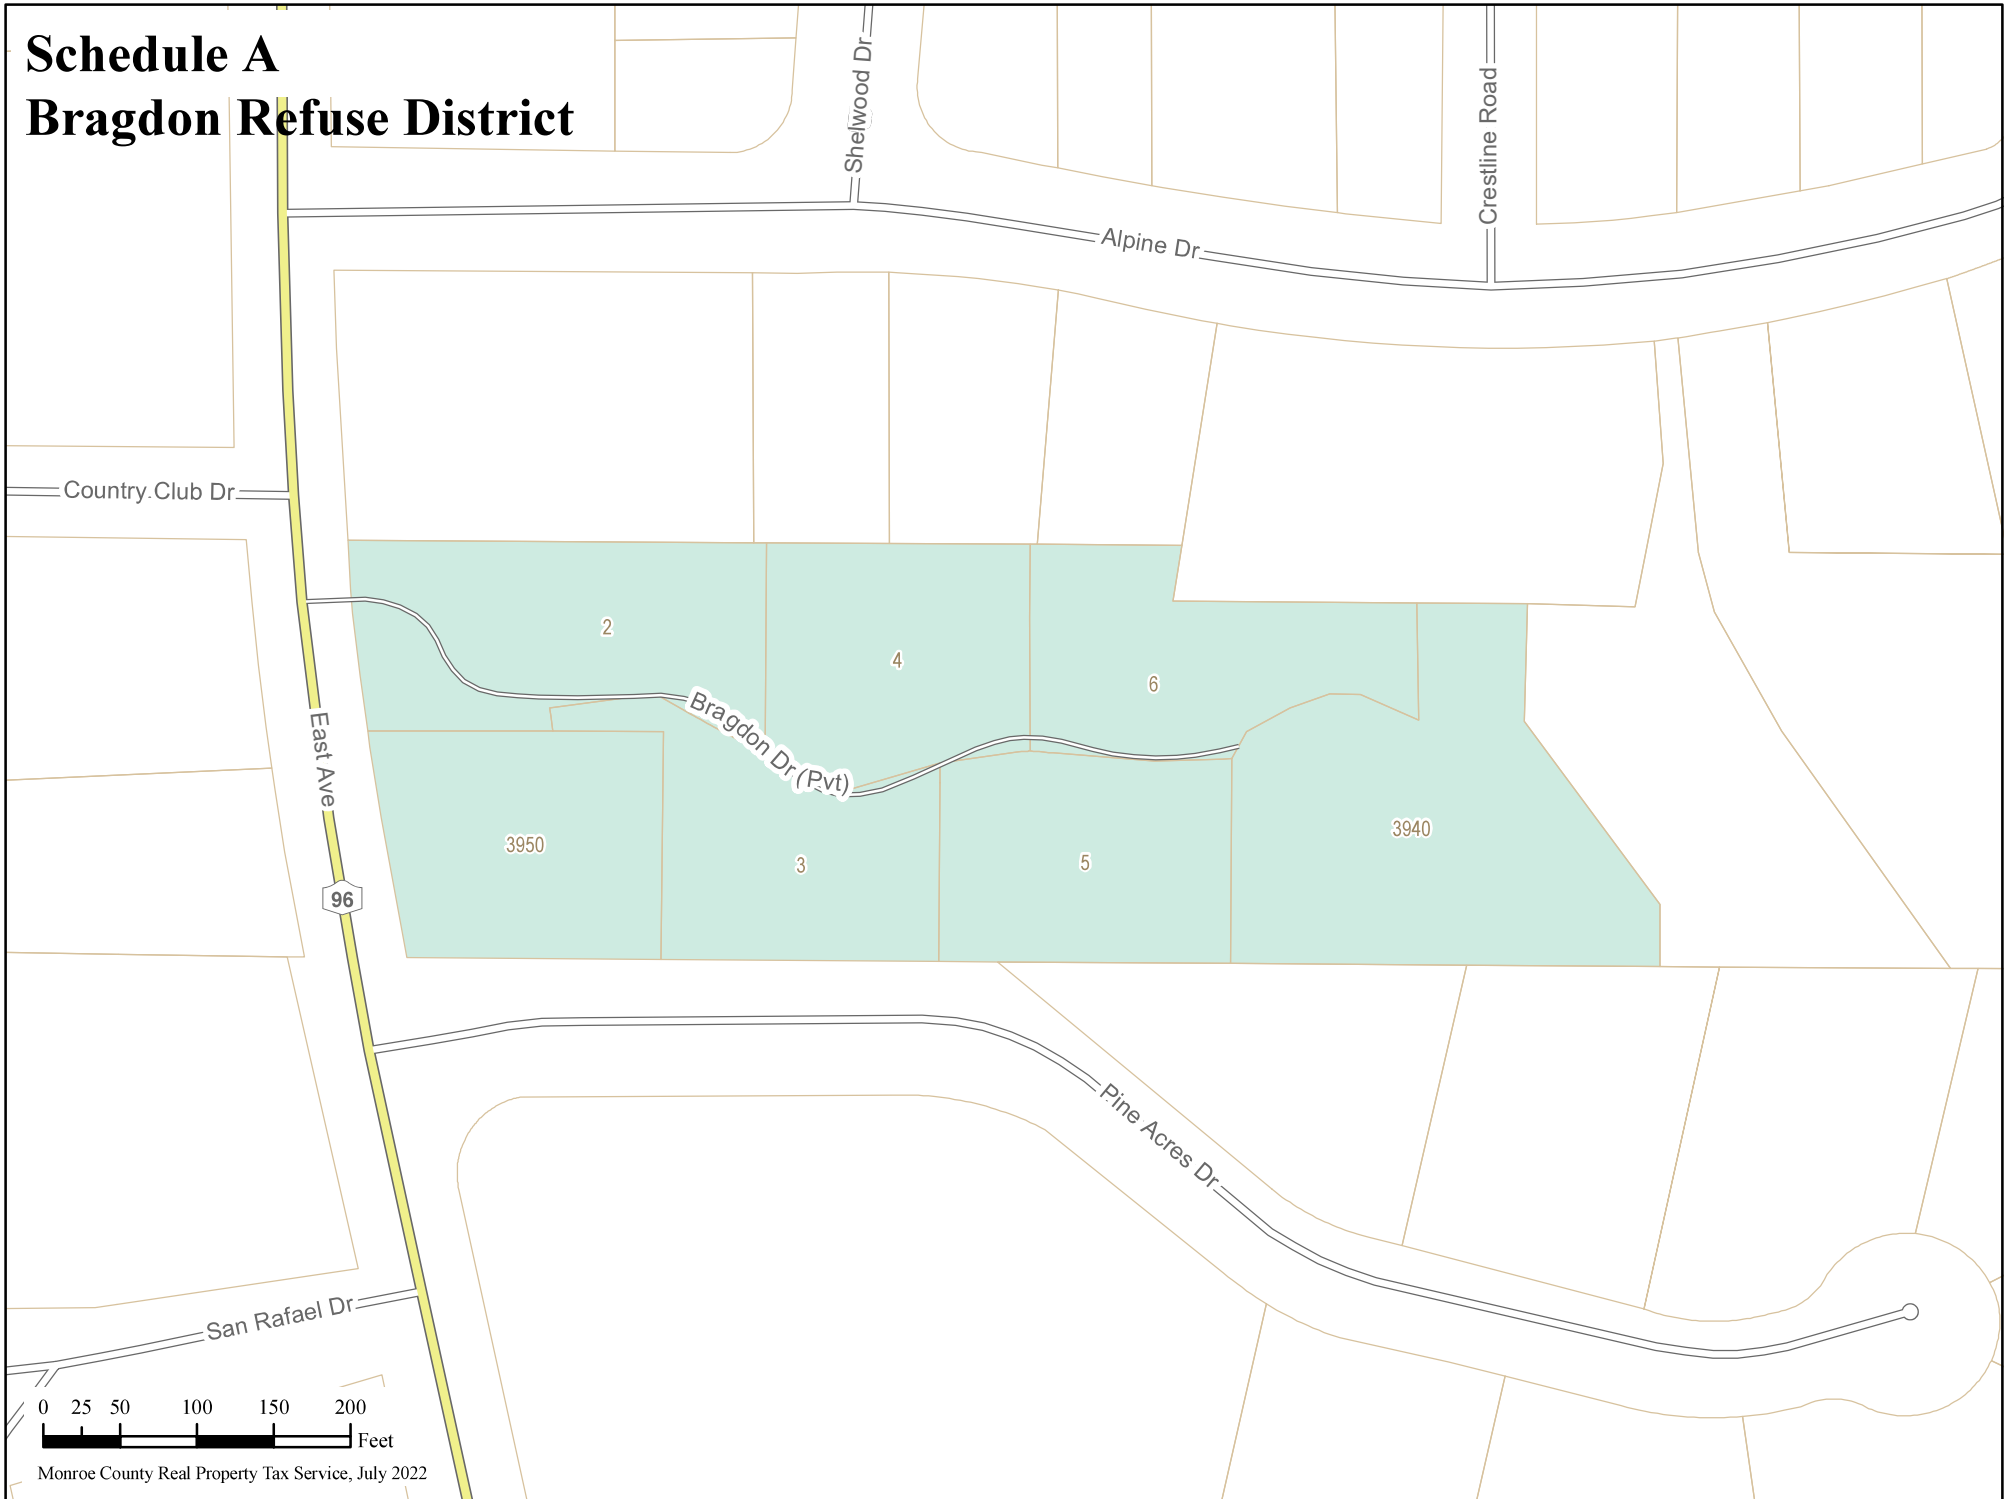 Schedule A
Bragdon Refuse District
Shelwood Dr
Crestline Road
Alpine Dr
Country Club Dr
2
4
6
Bragdon Dr (Pvt)
East Ave
3950
3
5
3940
96
Pine Acres Dr
San Rafael Dr
0 25 50 100 150 200
Feet
Monroe County Real Property Tax Service, July 2022